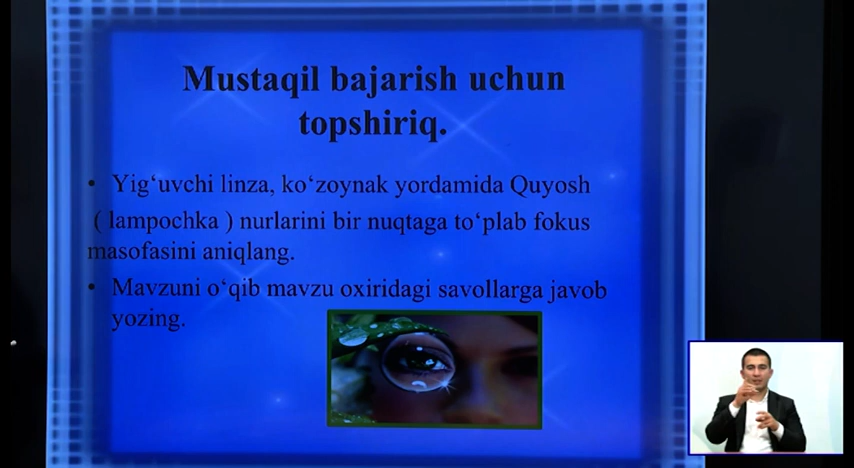 Mustaqil bajarish uchun
topshiriq.
• Yig‘uvchi linza, ko‘zoynak yordamida Quyosh
( lampochka ) nurlarini bir nuqtaga to‘plab fokus
masofasini aniqlang.
• Mavzuni o‘qib mavzu oxiridagi savollarga javob
yozing.